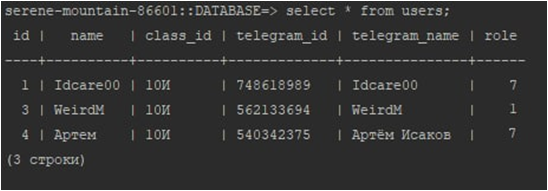 serene-mountain-86601::DATABASE=> select * from users;
id | name | class_id | telegram_id | telegram_name | role
----+----------+----------+-------------+---------------+------
1 | Idcare00 | 10И | 748618989 | Idcare00 | 7
3 | WeirdM | 10И | 562133694 | WeirdM | 1
4 | Артем | 10И | 540342375 | Артём Исаков | 7
(3 строки)